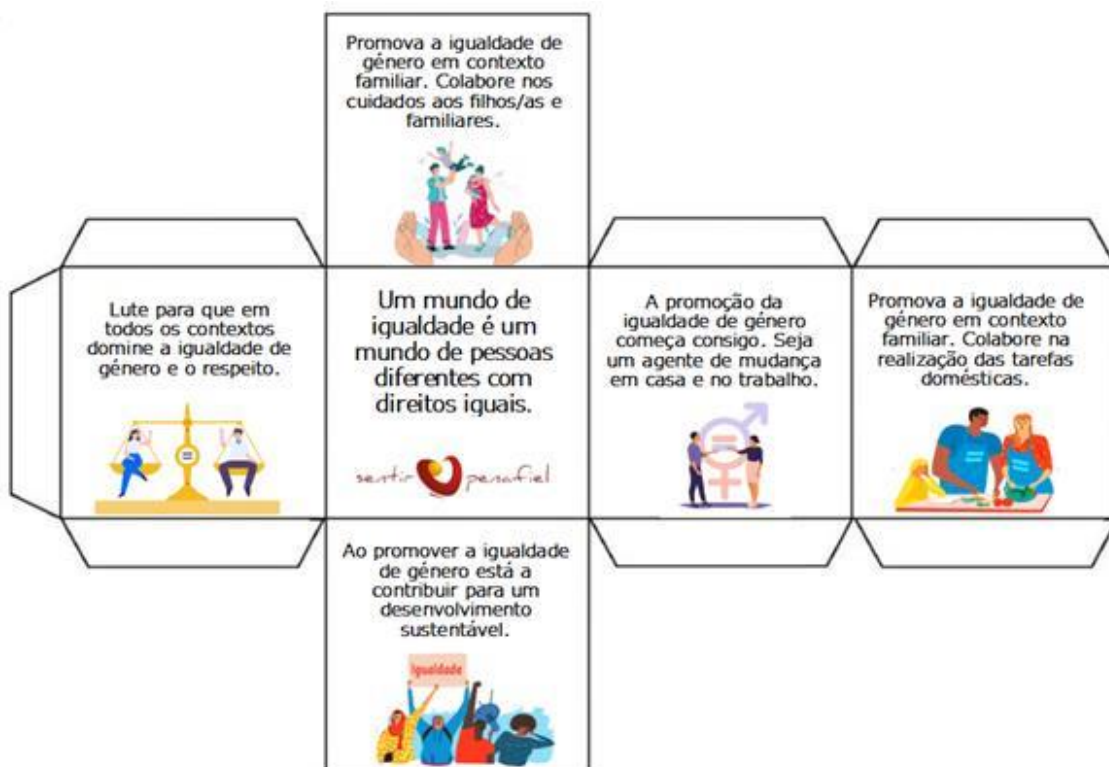 Promova a igualdade de
género em contexto
familiar. Colabore nos
cuidados aos filhos/as e
familiares.
Lute para que em
todos os contextos
domine a igualdade de
género e o respeito.
=
Um mundo de
igualdade é um
mundo de pessoas
diferentes com
direitos iguais.
sentir penafiel
A promoção da
igualdade de género
começa consigo. Seja
um agente de mudança
em casa e no trabalho.
Promova a igualdade de
género em contexto
familiar. Colabore na
realização das tarefas
domésticas.
Ao promover a igualdade
de género está a
contribuir para um
desenvolvimento
sustentável.
Igualdade